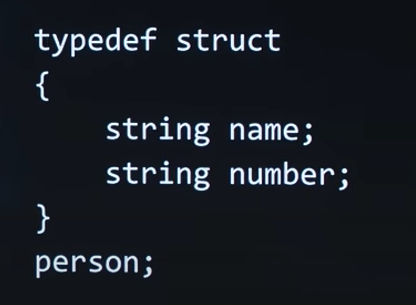 typedef struct
{
    string name;
    string number;
}
person;